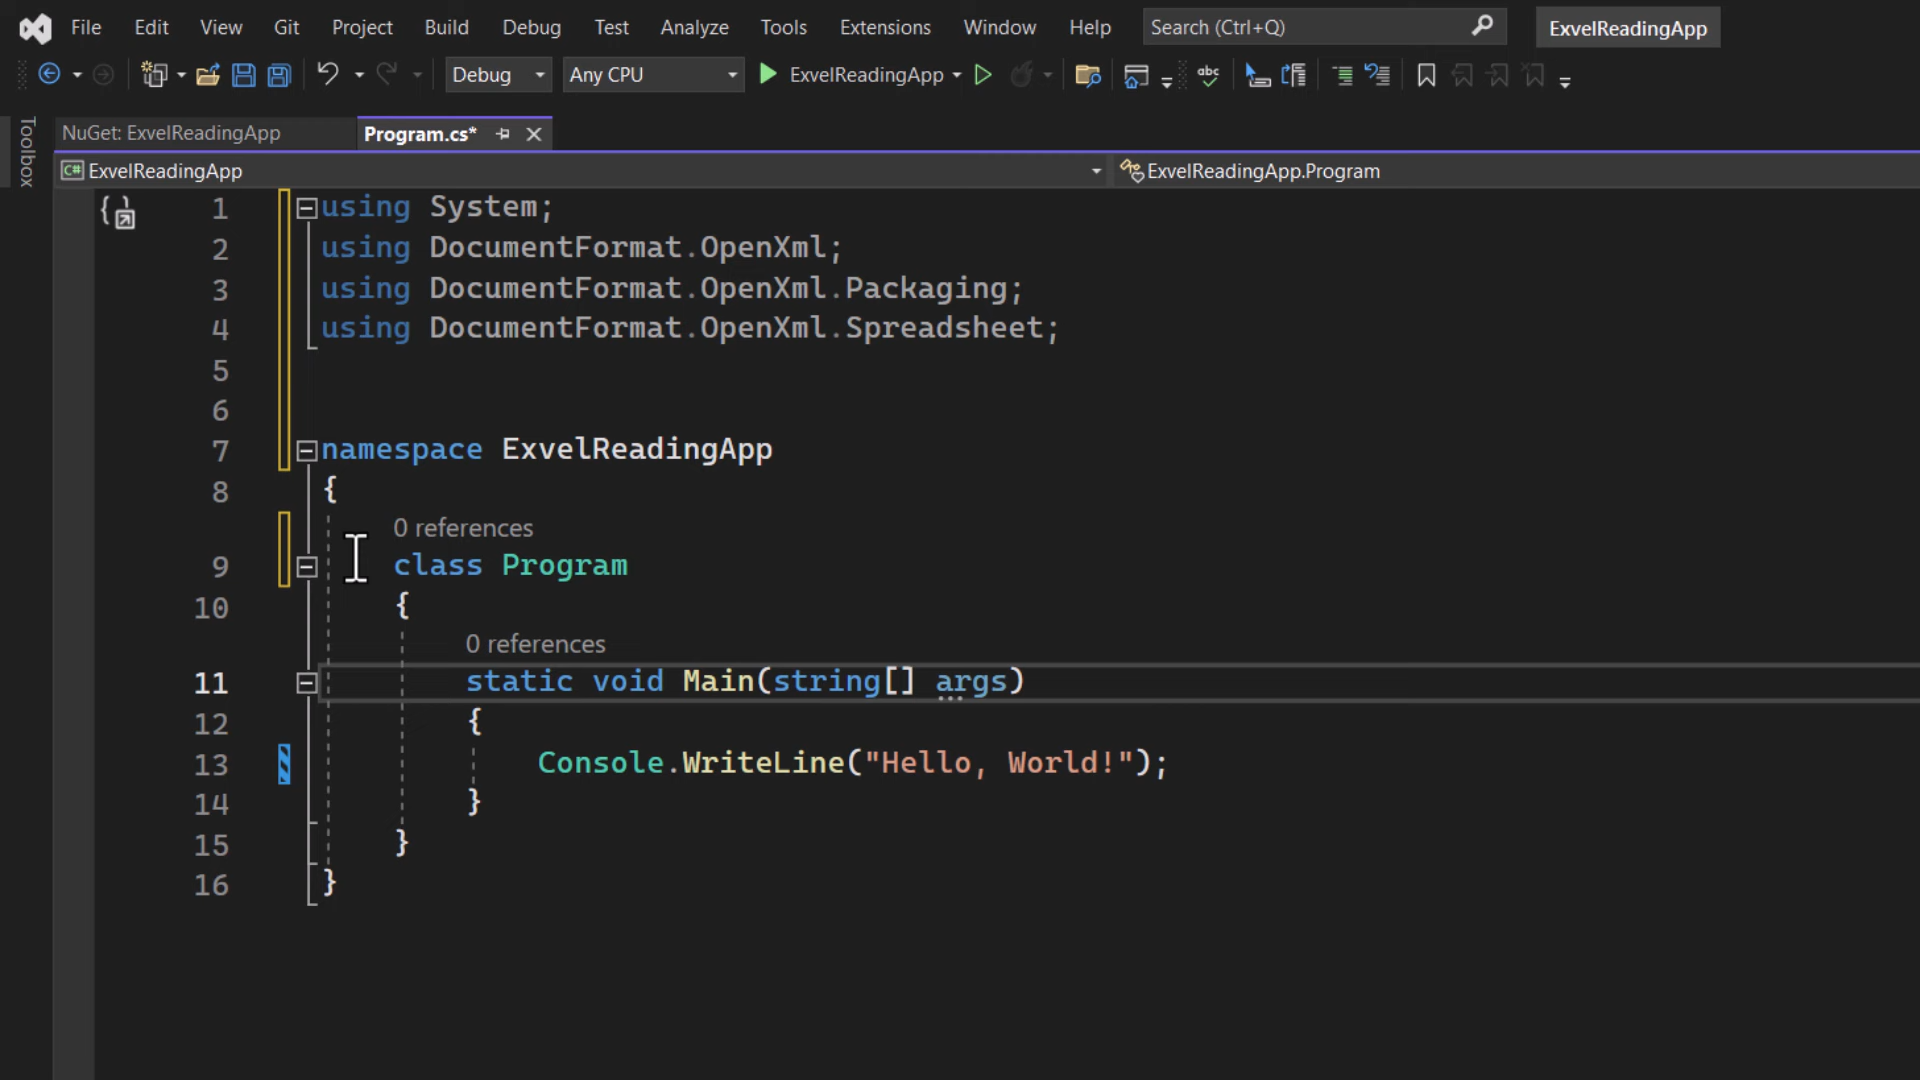 File Edit View Git Project Build Debug Test Analyze Tools Extensions Window Help Search (Ctrl+Q) ExvelReadingApp
Debug Any CPU ExvelReadingApp abc
Toolbox
NuGet: ExvelReadingApp Program.cs*
C# ExvelReadingApp ExvelReadingApp.Program
1 using System;
2 using DocumentFormat.OpenXml;
3 using DocumentFormat.OpenXml.Packaging;
4 using DocumentFormat.OpenXml.Spreadsheet;
5
6
7 namespace ExvelReadingApp
8 {
0 references
9 class Program
10 {
0 references
11 static void Main(string[] args)
12 {
13 Console.WriteLine("Hello, World!");
14 }
15 }
16 }